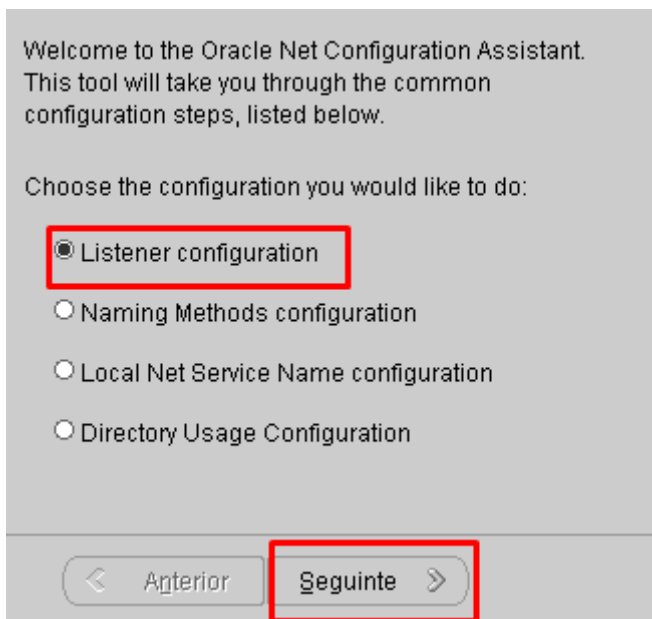 Welcome to the Oracle Net Configuration Assistant.
This tool will take you through the common
configuration steps, listed below.
Choose the configuration you would like to do:
Listener configuration
Naming Methods configuration
Local Net Service Name configuration
Directory Usage Configuration
Anterior Seguinte